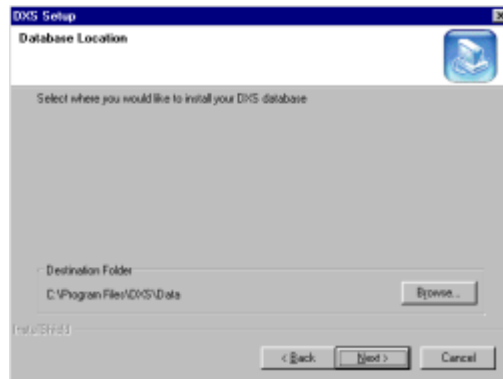 DXS Setup
Database Location
Select where you would like to install your DXS database
Destination Folder
C:\Program Files\DXS\Data
Browse...
InstallShield
< Back
Next >
Cancel